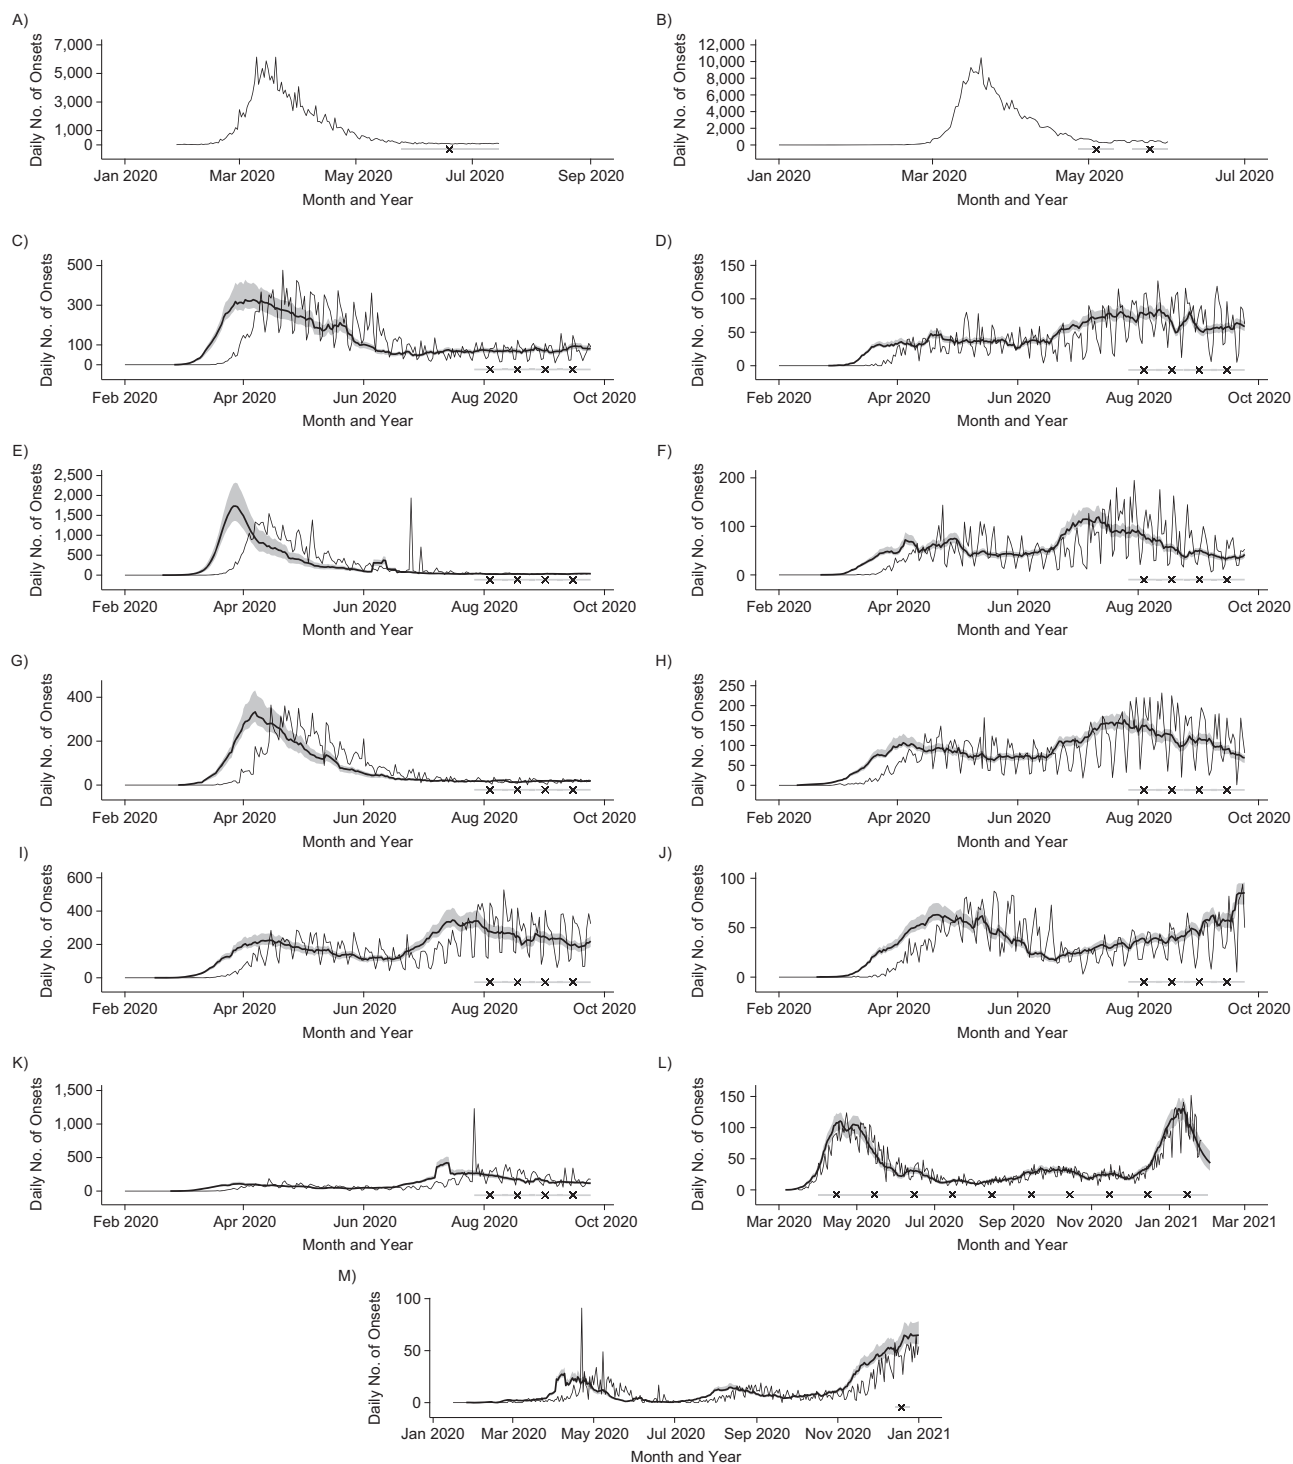 A)
Daily No. of Onsets
7,000
5,000
3,000
1,000
0
Jan 2020 Mar 2020 May 2020 Jul 2020 Sep 2020
Month and Year
B)
Daily No. of Onsets
12,000
10,000
8,000
6,000
4,000
2,000
0
Jan 2020 Mar 2020 May 2020 Jul 2020
Month and Year
C)
Daily No. of Onsets
500
300
100
0
Feb 2020 Apr 2020 Jun 2020 Aug 2020 Oct 2020
Month and Year
D)
Daily No. of Onsets
150
100
50
0
Feb 2020 Apr 2020 Jun 2020 Aug 2020 Oct 2020
Month and Year
E)
Daily No. of Onsets
2,500
2,000
1,500
1,000
500
0
Feb 2020 Apr 2020 Jun 2020 Aug 2020 Oct 2020
Month and Year
F)
Daily No. of Onsets
200
100
0
Feb 2020 Apr 2020 Jun 2020 Aug 2020 Oct 2020
Month and Year
G)
Daily No. of Onsets
400
200
0
Feb 2020 Apr 2020 Jun 2020 Aug 2020 Oct 2020
Month and Year
H)
Daily No. of Onsets
250
200
150
100
50
0
Feb 2020 Apr 2020 Jun 2020 Aug 2020 Oct 2020
Month and Year
I)
Daily No. of Onsets
600
400
200
0
Feb 2020 Apr 2020 Jun 2020 Aug 2020 Oct 2020
Month and Year
J)
Daily No. of Onsets
100
50
0
Feb 2020 Apr 2020 Jun 2020 Aug 2020 Oct 2020
Month and Year
K)
Daily No. of Onsets
1,500
1,000
500
0
Feb 2020 Apr 2020 Jun 2020 Aug 2020 Oct 2020
Month and Year
L)
Daily No. of Onsets
150
100
50
0
Mar 2020 May 2020 Jul 2020 Sep 2020 Nov 2020 Jan 2021 Mar 2021
Month and Year
M)
Daily No. of Onsets
100
50
0
Jan 2020 Mar 2020 May 2020 Jul 2020 Sep 2020 Nov 2020 Jan 2021
Month and Year